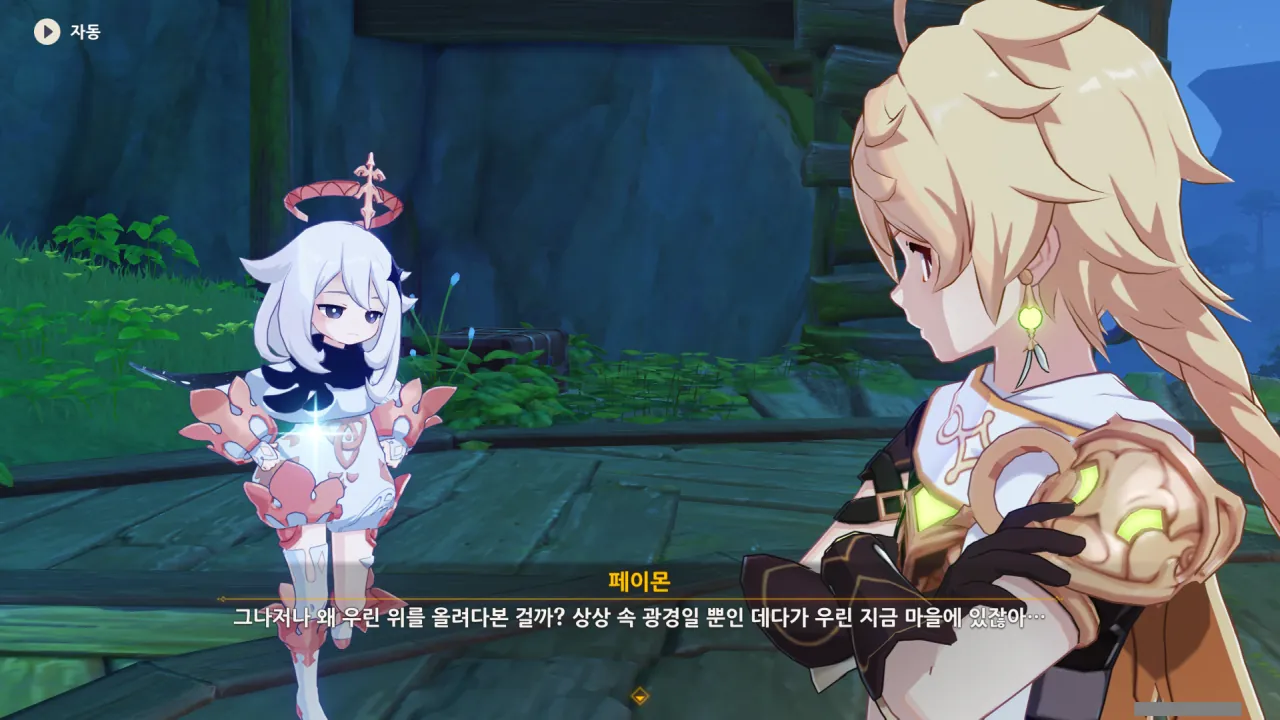 자동
페이몬
그나저나 왜 우린 위를 올려다본 걸까? 상상 속 광경일 뿐인 데다가 우린 지금 마을에 있잖아…